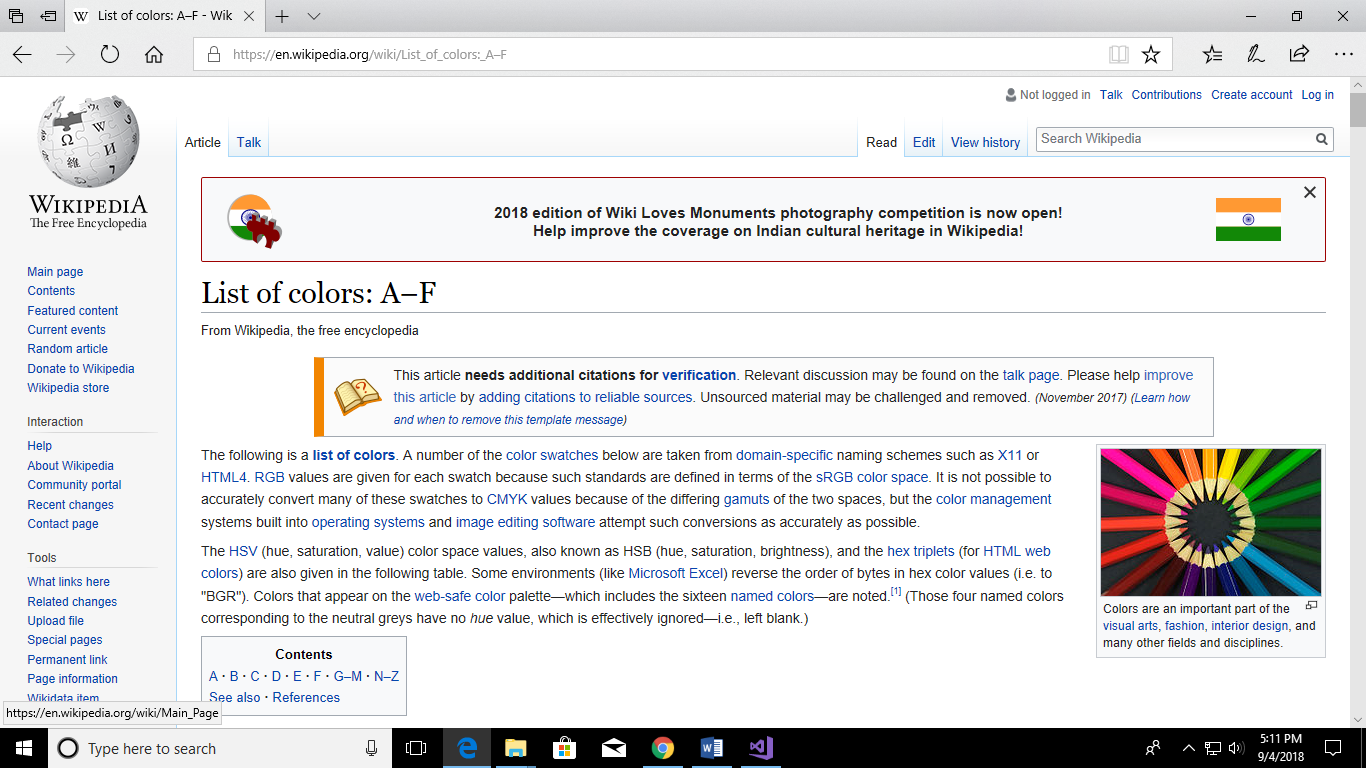 List of colors: A–F - Wik
https://en.wikipedia.org/wiki/List_of_colors:_A–F
Not logged in Talk Contributions Create account Log in
Article Talk Read Edit View history Search Wikipedia
WIKIPEDIA
The Free Encyclopedia
Main page
Contents
Featured content
Current events
Random article
Donate to Wikipedia
Wikipedia store
Interaction
Help
About Wikipedia
Community portal
Recent changes
Contact page
Tools
What links here
Related changes
Upload file
Special pages
Permanent link
Page information
Wikidata item
2018 edition of Wiki Loves Monuments photography competition is now open!
Help improve the coverage on Indian cultural heritage in Wikipedia!
List of colors: A–F
From Wikipedia, the free encyclopedia
This article needs additional citations for verification. Relevant discussion may be found on the talk page. Please help improve
this article by adding citations to reliable sources. Unsourced material may be challenged and removed. (November 2017) (Learn how
and when to remove this template message)
The following is a list of colors. A number of the color swatches below are taken from domain-specific naming schemes such as X11 or
HTML4. RGB values are given for each swatch because such standards are defined in terms of the sRGB color space. It is not possible to
accurately convert many of these swatches to CMYK values because of the differing gamuts of the two spaces, but the color management
systems built into operating systems and image editing software attempt such conversions as accurately as possible.
The HSV (hue, saturation, value) color space values, also known as HSB (hue, saturation, brightness), and the hex triplets (for HTML web
colors) are also given in the following table. Some environments (like Microsoft Excel) reverse the order of bytes in hex color values (i.e. to
"BGR"). Colors that appear on the web-safe color palette—which includes the sixteen named colors—are noted.[1] (Those four named colors
corresponding to the neutral greys have no hue value, which is effectively ignored—i.e., left blank.)
Colors are an important part of the
visual arts, fashion, interior design, and
many other fields and disciplines.
Contents
A · B · C · D · E · F · G–M · N–Z
See also · References
https://en.wikipedia.org/wiki/Main_Page
Type here to search
5:11 PM
9/4/2018